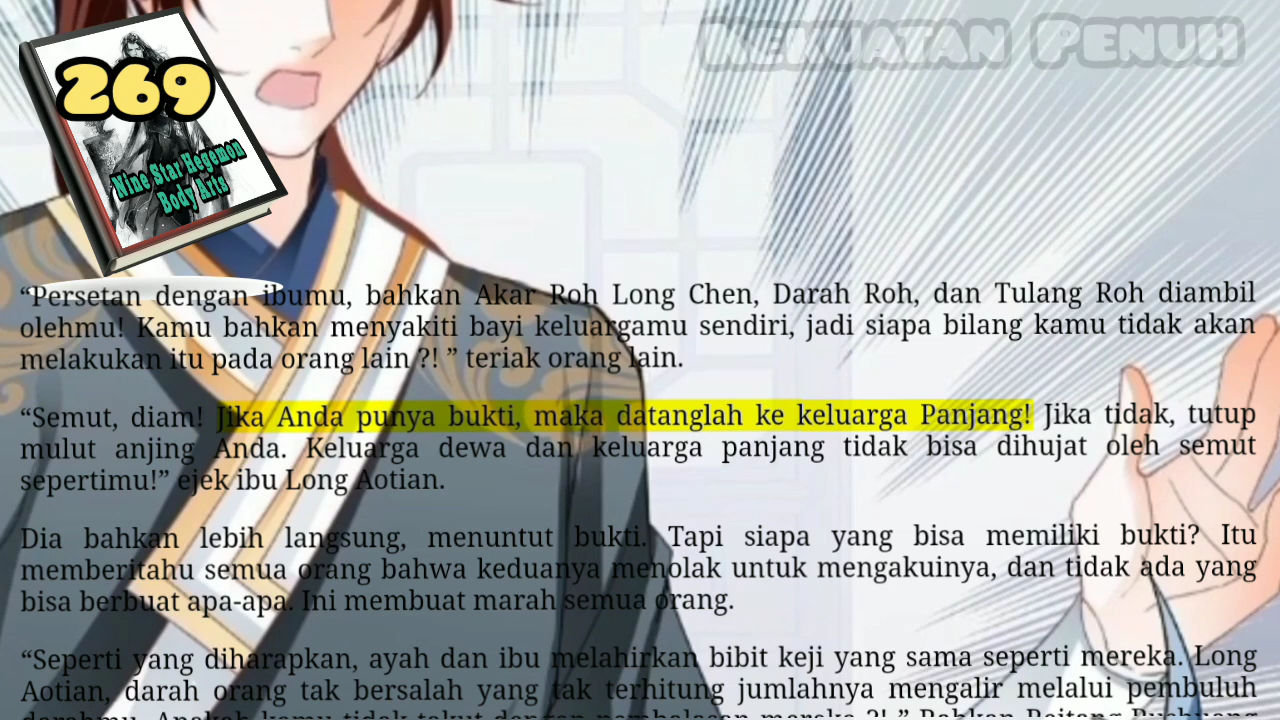 KEKUATAN PENUH
269
Nine Star Hegemon
Body Arts
“Persetan dengan ibumu, bahkan Akar Roh Long Chen, Darah Roh, dan Tulang Roh diambil
olehmu! Kamu bahkan menyakiti bayi keluargamu sendiri, jadi siapa bilang kamu tidak akan
melakukan itu pada orang lain ?! ” teriak orang lain.
“Semut, diam! Jika Anda punya bukti, maka datanglah ke keluarga Panjang! Jika tidak, tutup
mulut anjing Anda. Keluarga dewa dan keluarga panjang tidak bisa dihujat oleh semut
sepertimu!” ejek ibu Long Aotian.
Dia bahkan lebih langsung, menuntut bukti. Tapi siapa yang bisa memiliki bukti? Itu
memberitahu semua orang bahwa keduanya menolak untuk mengakuinya, dan tidak ada yang
bisa berbuat apa-apa. Ini membuat marah semua orang.
“Seperti yang diharapkan, ayah dan ibu melahirkan bibit keji yang sama seperti mereka. Long
Aotian, darah orang tak bersalah yang tak terhitung jumlahnya mengalir melalui pembuluh